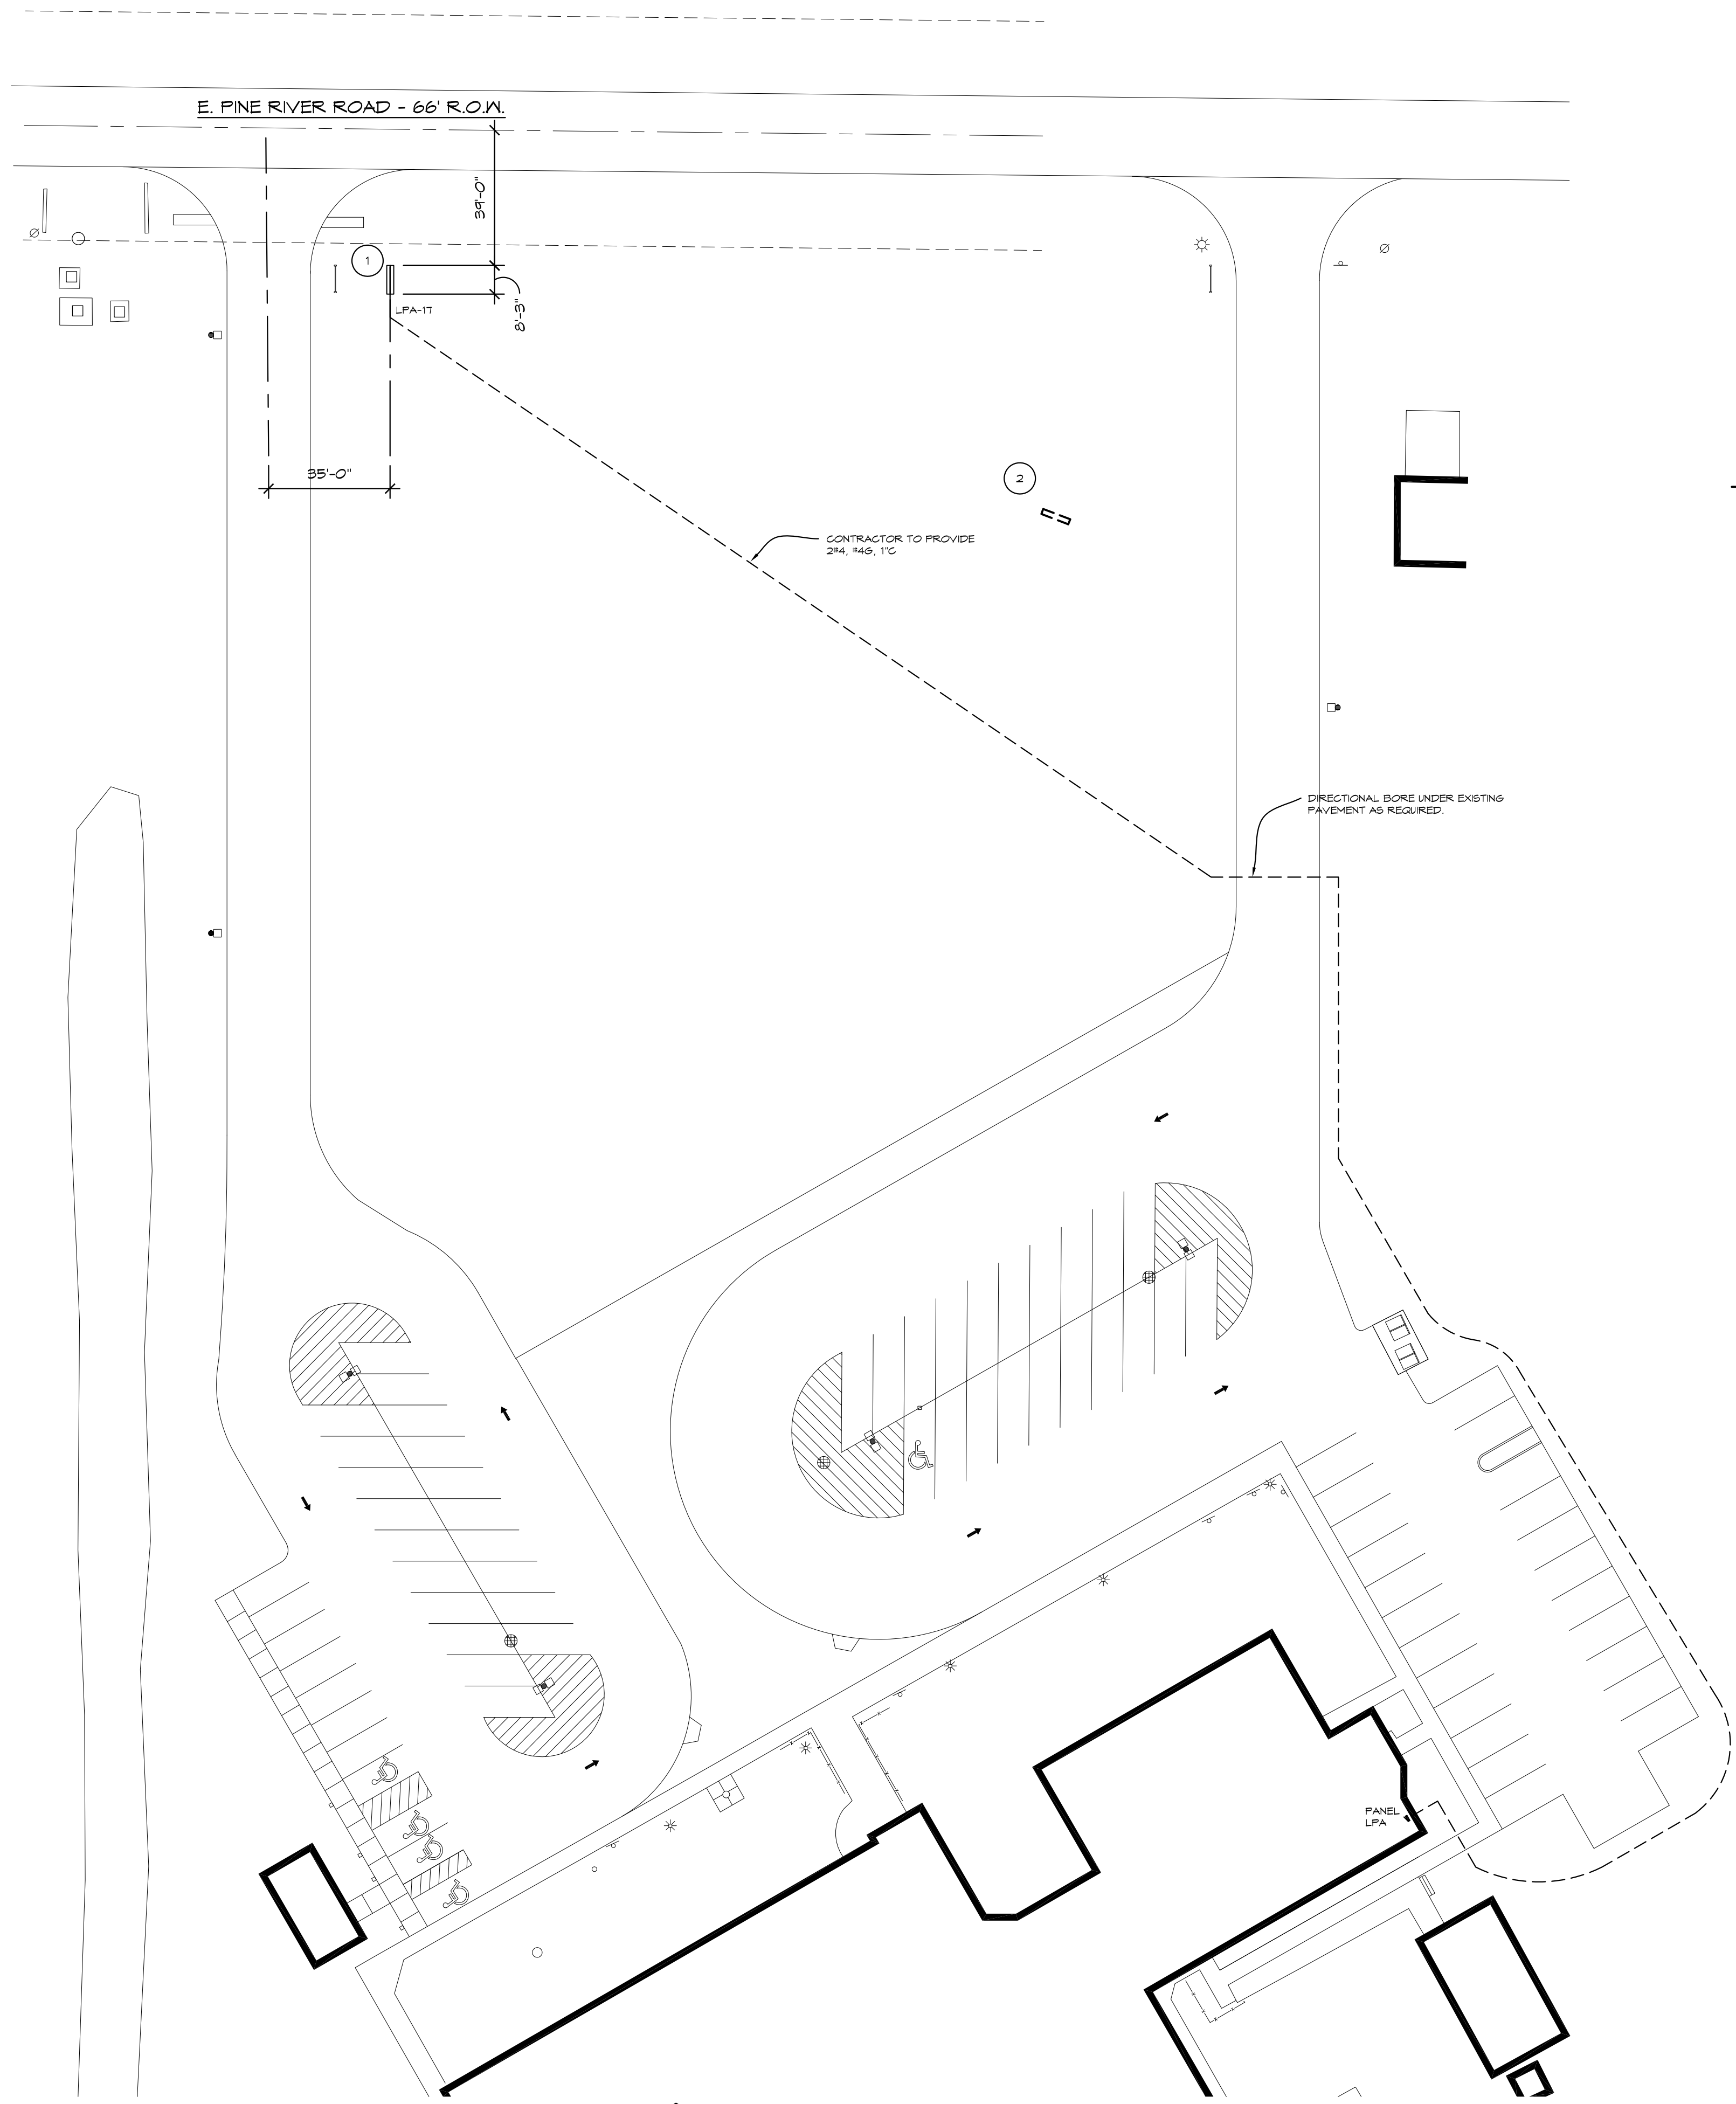 E. PINE RIVER ROAD - 66' R.O.W.
39'-0"
1
LPA-17
8'-3"
35'-0"
2
CONTRACTOR TO PROVIDE
2#4, #4G, 1"C
DIRECTIONAL BORE UNDER EXISTING
PAVEMENT AS REQUIRED.
PANEL
LPA